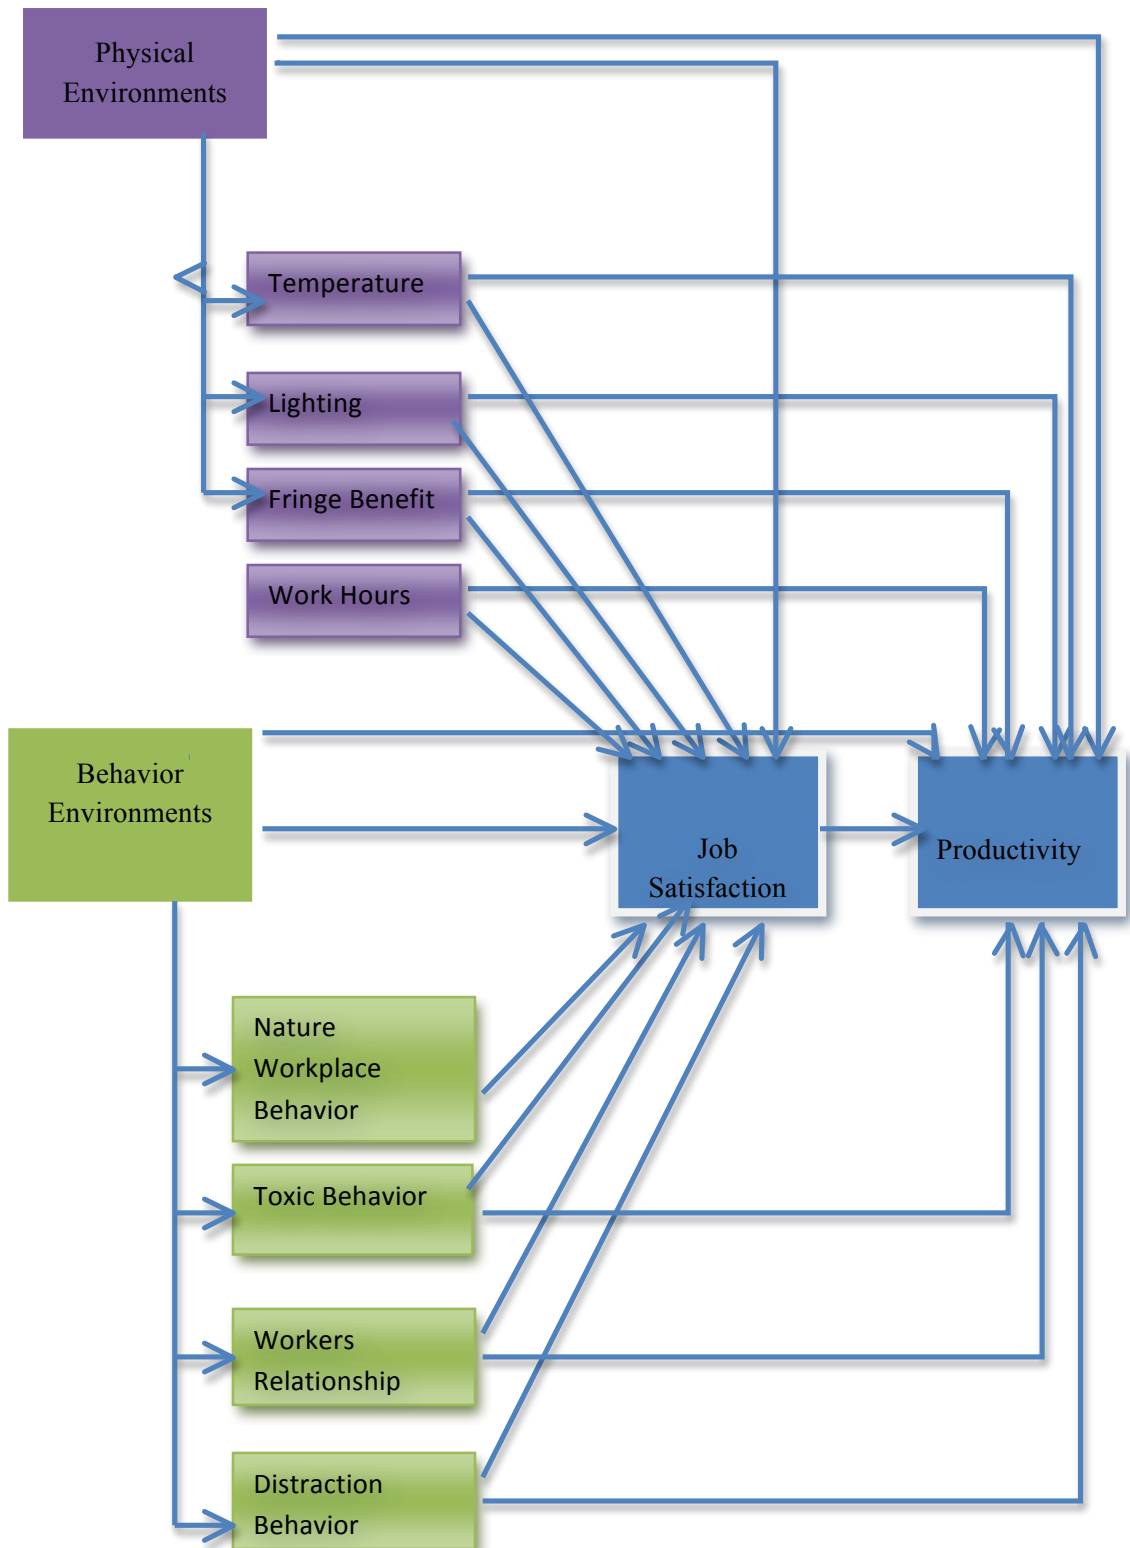 Physical
Environments
Temperature
Lighting
Fringe Benefit
Work Hours
Behavior
Environments
Job
Satisfaction
Productivity
Nature
Workplace
Behavior
Toxic Behavior
Workers
Relationship
Distraction
Behavior